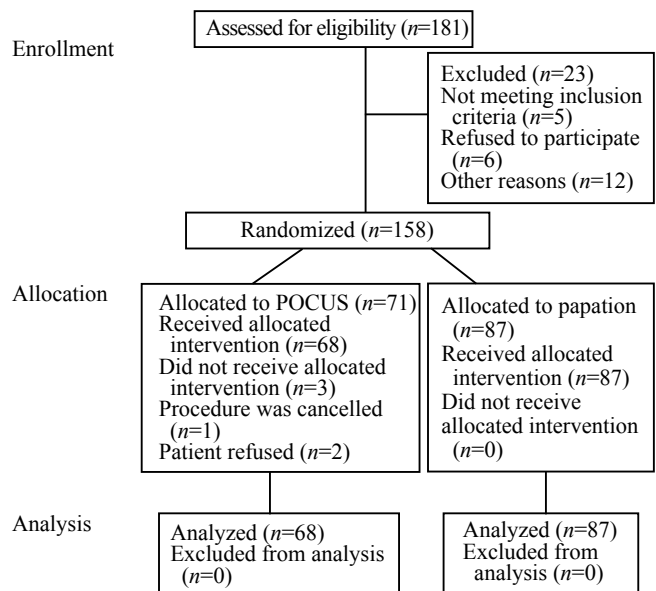 Assessed for eligibility (n=181)
Enrollment
Excluded (n=23)
Not meeting inclusion
criteria (n=5)
Refused to participate
(n=6)
Other reasons (n=12)
Randomized (n=158)
Allocation
Allocated to POCUS (n=71)
Received allocated
intervention (n=68)
Did not receive allocated
intervention (n=3)
Procedure was cancelled
(n=1)
Patient refused (n=2)
Allocated to papation
(n=87)
Received allocated
intervention (n=87)
Did not receive
allocated intervention
(n=0)
Analysis
Analyzed (n=68)
Excluded from analysis
(n=0)
Analyzed (n=87)
Excluded from
analysis (n=0)